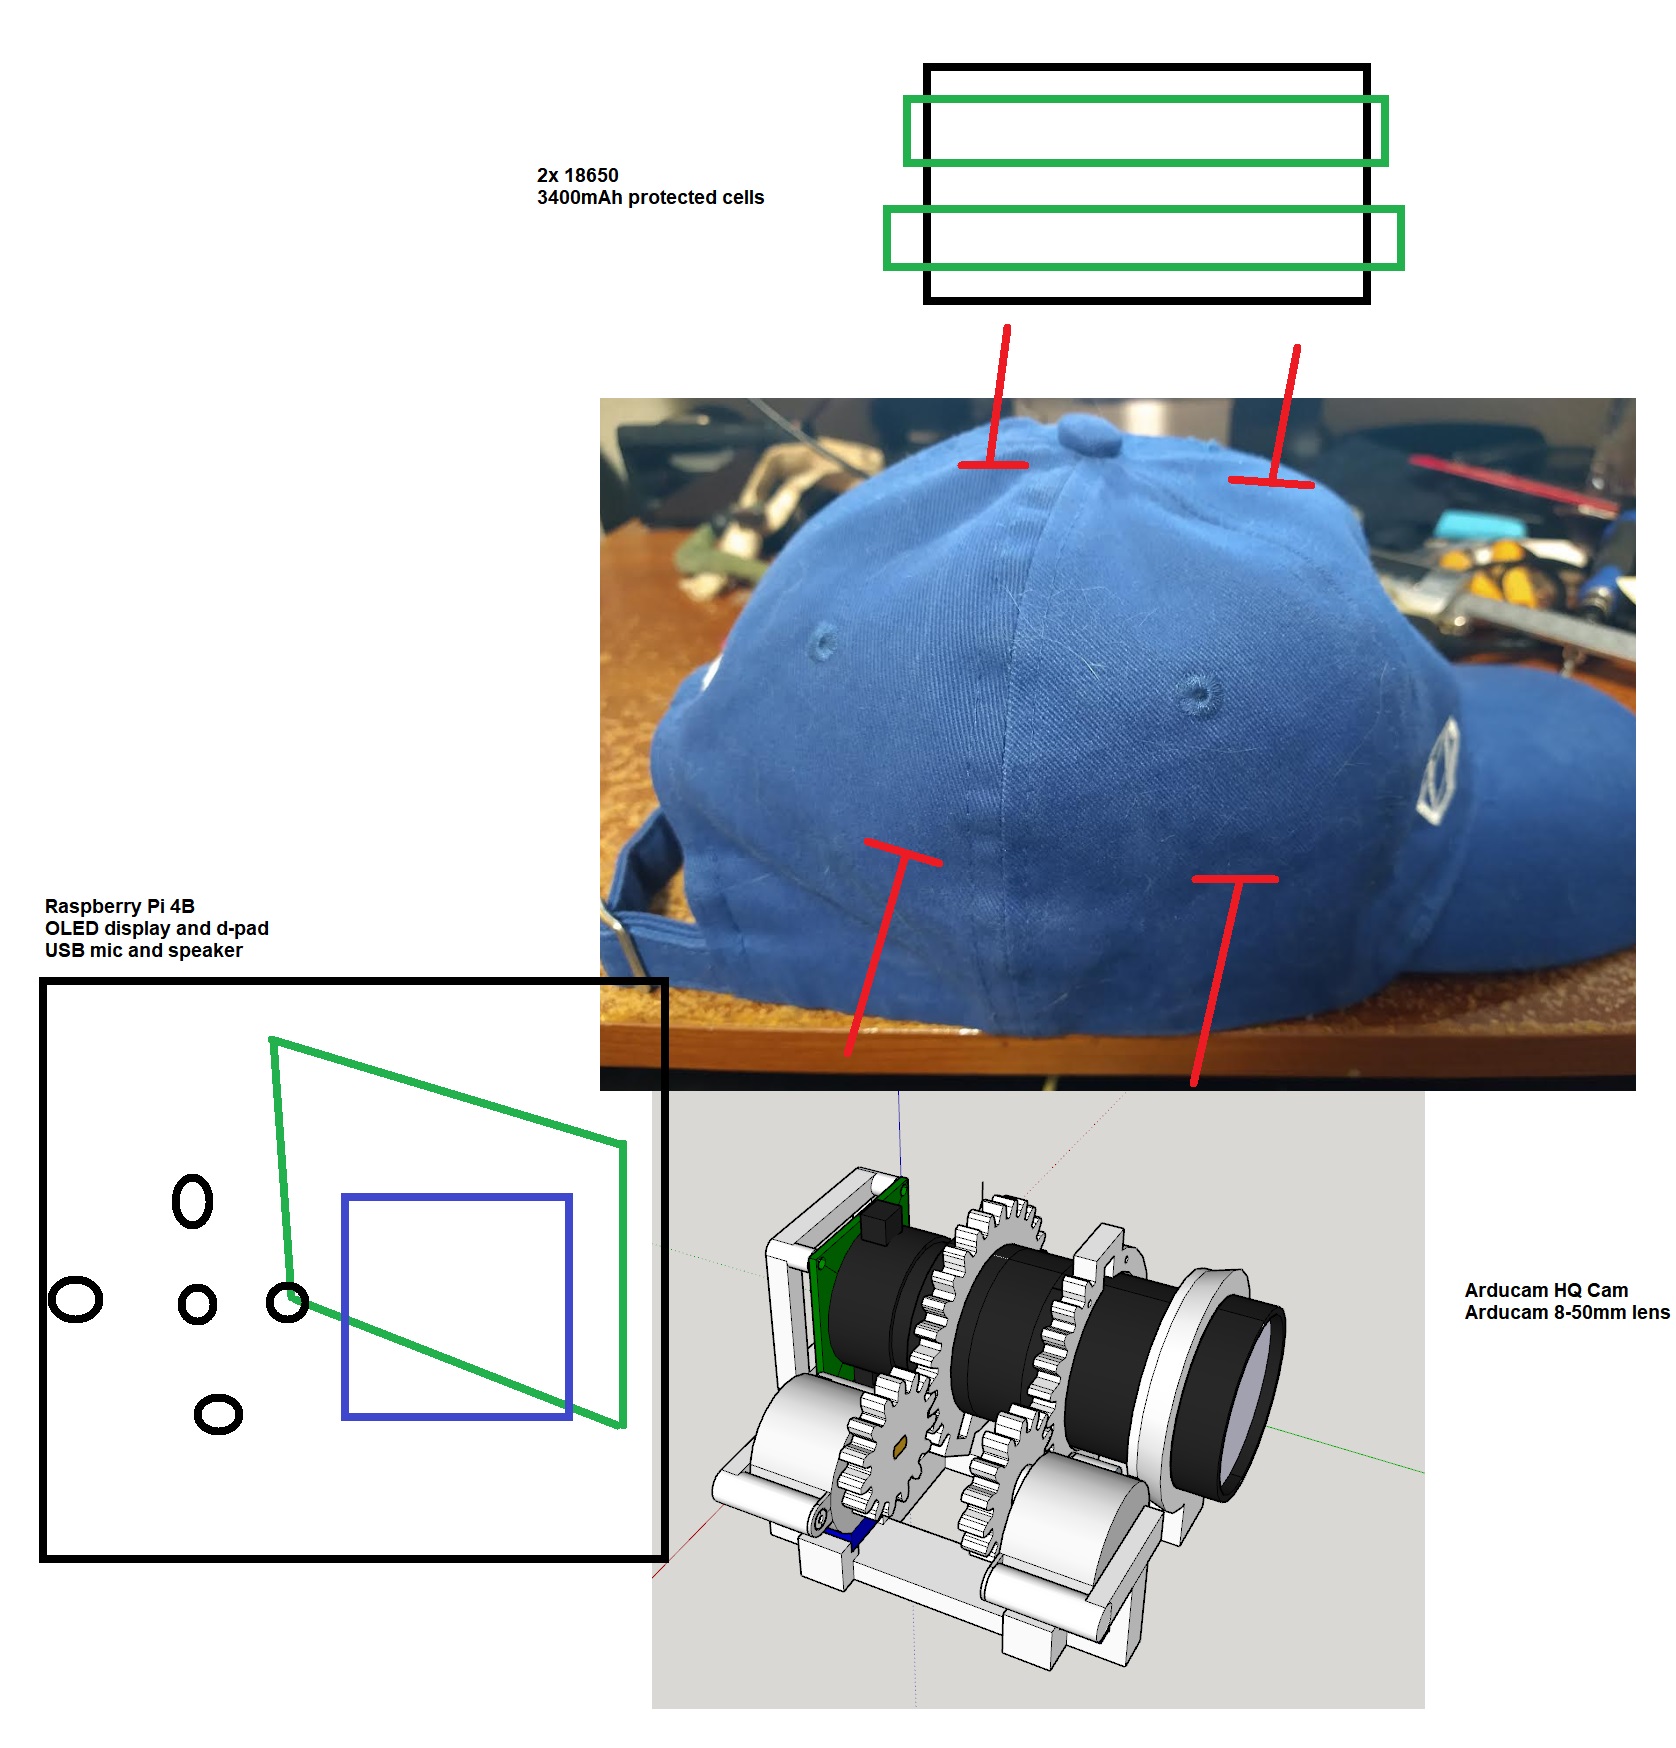 2x 18650
3400mAh protected cells
Raspberry Pi 4B
OLED display and d-pad
USB mic and speaker
Arducam HQ Cam
Arducam 8-50mm lens